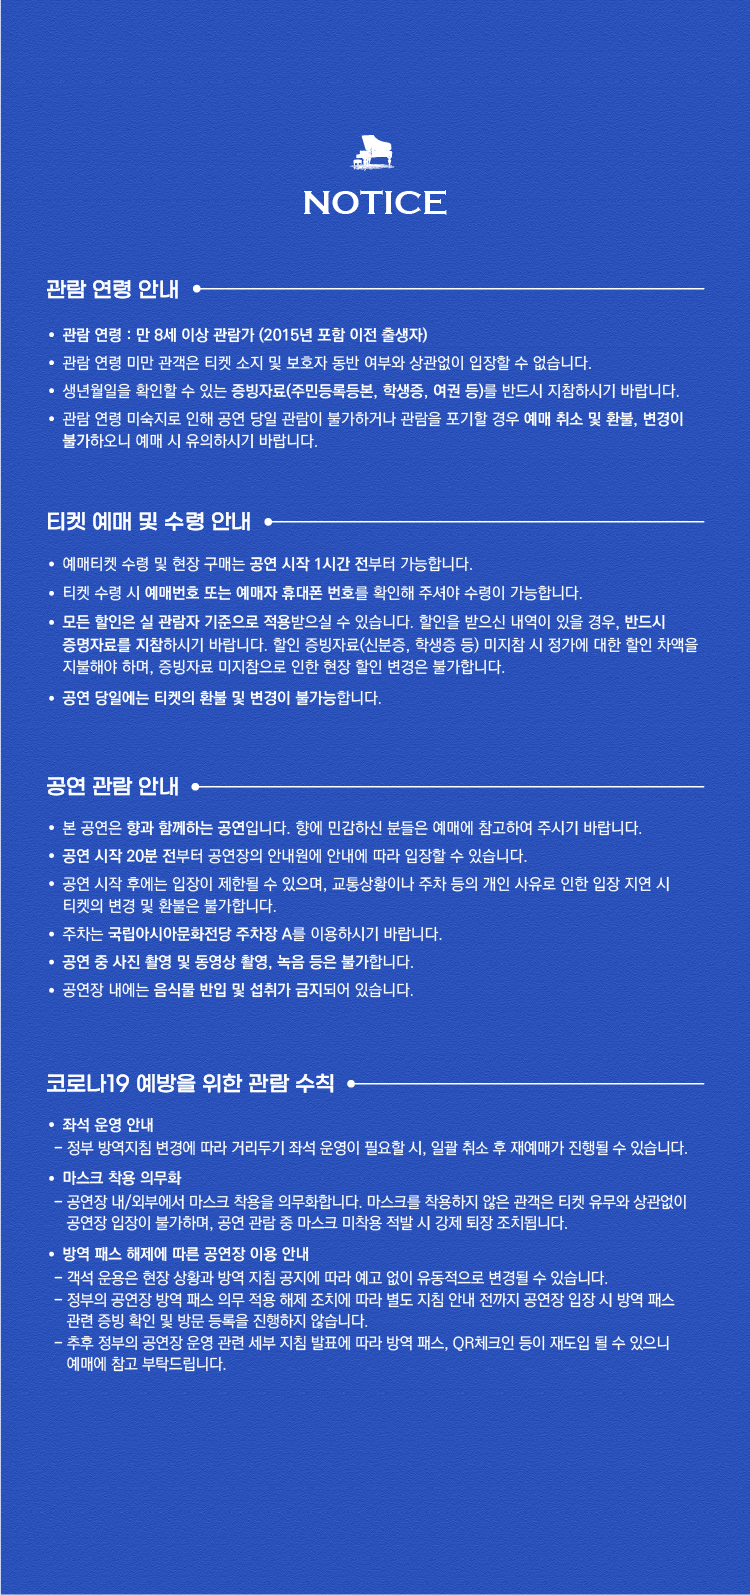 NOTICE
관람 연령 안내
• 관람 연령 : 만 8세 이상 관람가 (2015년 포함 이전 출생자)
• 관람 연령 미만 관객은 티켓 소지 및 보호자 동반 여부와 상관없이 입장할 수 없습니다.
• 생년월일을 확인할 수 있는 증빙자료(주민등록등본, 학생증, 여권 등)를 반드시 지참하시기 바랍니다.
• 관람 연령 미숙지로 인해 공연 당일 관람이 불가하거나 관람을 포기할 경우 예매 취소 및 환불, 변경이
불가하오니 예매 시 유의하시기 바랍니다.
티켓 예매 및 수령 안내
• 예매티켓 수령 및 현장 구매는 공연 시작 1시간 전부터 가능합니다.
• 티켓 수령 시 예매번호 또는 예매자 휴대폰 번호를 확인해 주셔야 수령이 가능합니다.
• 모든 할인은 실 관람자 기준으로 적용받으실 수 있습니다. 할인을 받으신 내역이 있을 경우, 반드시
증명자료를 지참하시기 바랍니다. 할인 증빙자료(신분증, 학생증 등) 미지참 시 정가에 대한 할인 차액을
지불해야 하며, 증빙자료 미지참으로 인한 현장 할인 변경은 불가합니다.
• 공연 당일에는 티켓의 환불 및 변경이 불가능합니다.
공연 관람 안내
• 본 공연은 향과 함께하는 공연입니다. 향에 민감하신 분들은 예매에 참고하여 주시기 바랍니다.
• 공연 시작 20분 전부터 공연장의 안내원에 안내에 따라 입장할 수 있습니다.
• 공연 시작 후에는 입장이 제한될 수 있으며, 교통상황이나 주차 등의 개인 사유로 인한 입장 지연 시
티켓의 변경 및 환불은 불가합니다.
• 주차는 국립아시아문화전당 주차장 A를 이용하시기 바랍니다.
• 공연 중 사진 촬영 및 동영상 촬영, 녹음 등은 불가합니다.
• 공연장 내에는 음식물 반입 및 섭취가 금지되어 있습니다.
코로나19 예방을 위한 관람 수칙
• 좌석 운영 안내
– 정부 방역지침 변경에 따라 거리두기 좌석 운영이 필요할 시, 일괄 취소 후 재예매가 진행될 수 있습니다.
• 마스크 착용 의무화
– 공연장 내/외부에서 마스크 착용을 의무화합니다. 마스크를 착용하지 않은 관객은 티켓 유무와 상관없이
공연장 입장이 불가하며, 공연 관람 중 마스크 미착용 적발 시 강제 퇴장 조치됩니다.
• 방역 패스 해제에 따른 공연장 이용 안내
– 객석 운용은 현장 상황과 방역 지침 공지에 따라 예고 없이 유동적으로 변경될 수 있습니다.
– 정부의 공연장 방역 패스 의무 적용 해제 조치에 따라 별도 지침 안내 전까지 공연장 입장 시 방역 패스
관련 증빙 확인 및 방문 등록을 진행하지 않습니다.
– 추후 정부의 공연장 운영 관련 세부 지침 발표에 따라 방역 패스, QR체크인 등이 재도입 될 수 있으니
예매에 참고 부탁드립니다.